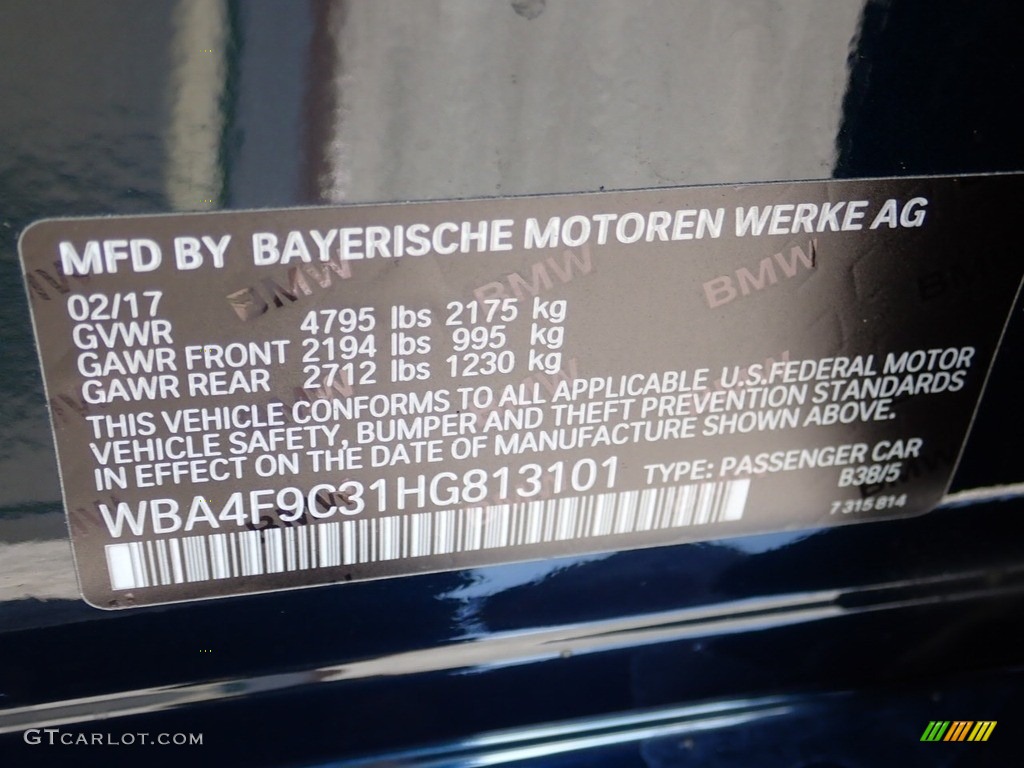 MFD BY BAYERISCHE MOTOREN WERKE AG
02/17
GVWR 4795 lbs 2175 kg
GAWR FRONT 2194 lbs 995 kg
GAWR REAR 2712 lbs 1230 kg
THIS VEHICLE CONFORMS TO ALL APPLICABLE U.S.FEDERAL MOTOR
VEHICLE SAFETY, BUMPER AND THEFT PREVENTION STANDARDS
IN EFFECT ON THE DATE OF MANUFACTURE SHOWN ABOVE.
WBA4F9C31HG813101 TYPE: PASSENGER CAR
B38/5
7 315 814
BMW BMW BMW
GTCARLOT.COM